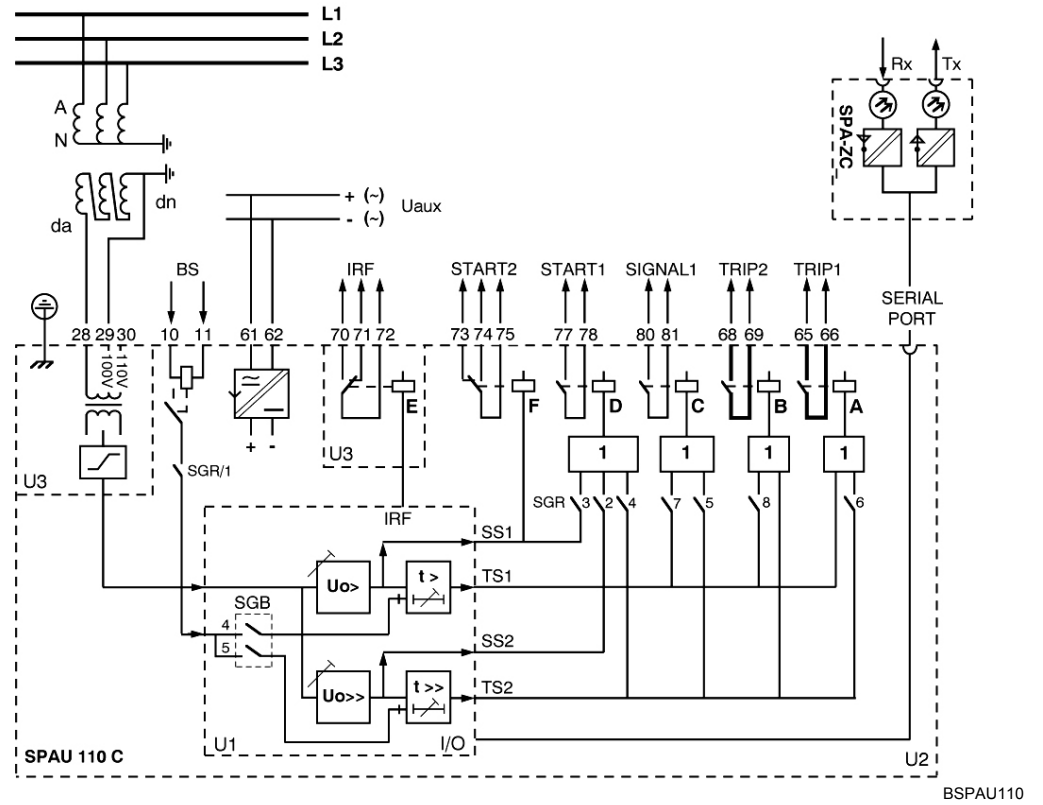 L1
L2
L3
A
N
da
dn
+ (~)
- (~)
Uaux
Rx
Tx
SPA-ZC
BS
IRF
START2
START1
SIGNAL1
TRIP2
TRIP1
SERIAL
PORT
28 29 30 10 11 61 62 70 71 72 73 74 75 77 78 80 81 68 69 65 66
100V
110V
E
F
D
C
B
A
+ -
U3
U3
1
1
1
1
SGR/1
SGR 3 2 4 7 5 8 6
IRF
SS1
Uo>
t >
TS1
SGB
4
5
SS2
Uo>>
t >>
TS2
U1
I/O
SPAU 110 C
U2
BSPAU110